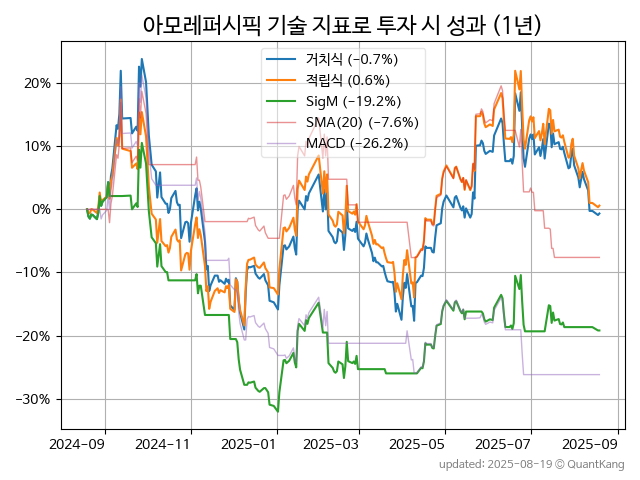 아모레퍼시픽 기술 지표로 투자 시 성과 (1년)
거치식 (−0.7%)
적립식 (0.6%)
SigM (−19.2%)
SMA(20) (−7.6%)
MACD (−26.2%)
20%
10%
0%
−10%
−20%
−30%
2024-09
2024-11
2025-01
2025-03
2025-05
2025-07
2025-09
updated: 2025-08-19 © QuantKang